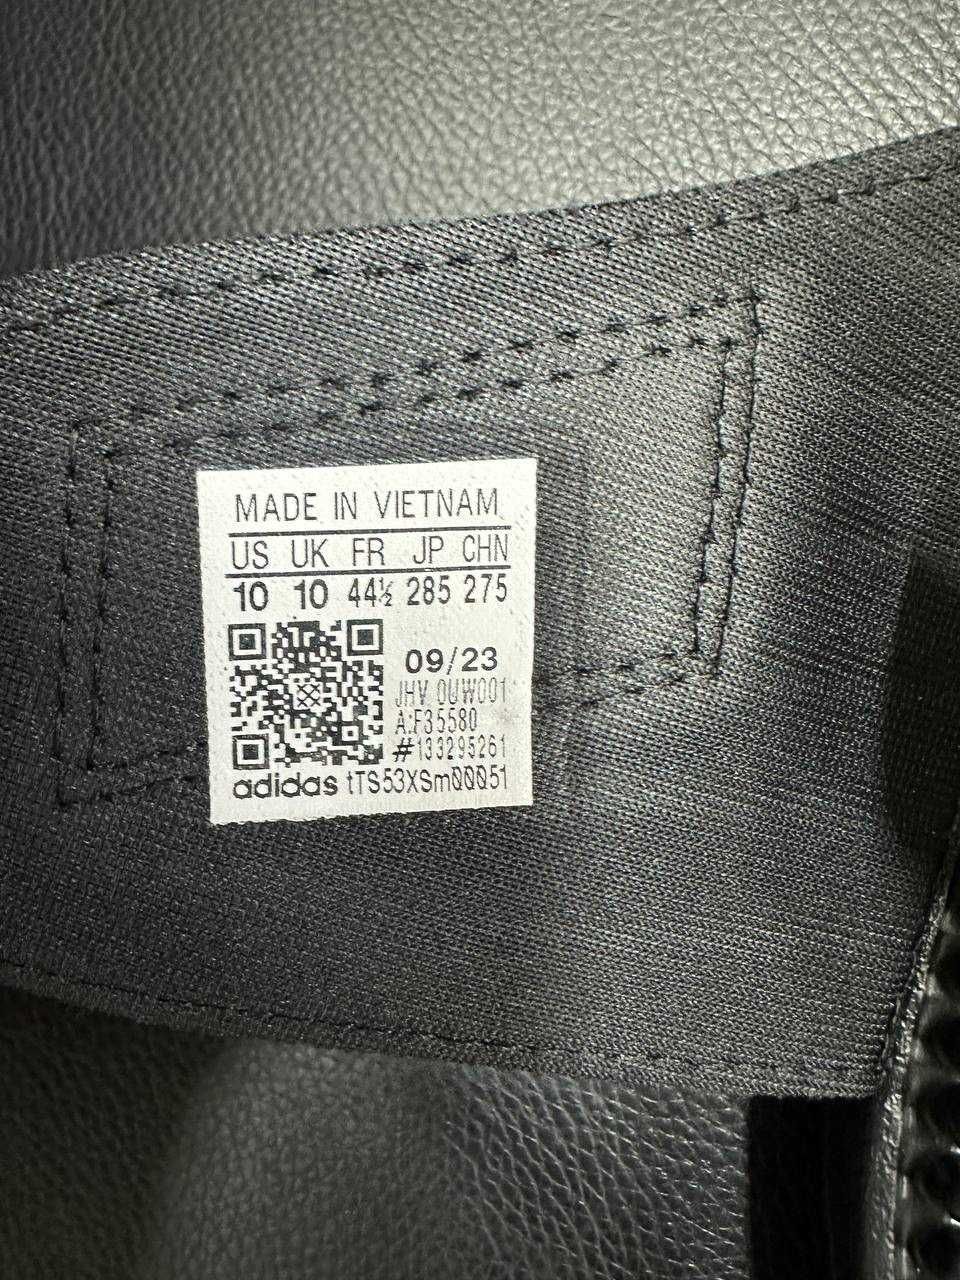 MADE IN VIETNAM
US UK FR JP CHN
10 10 44½ 285 275
09/23
JHV 0UW001
A:F35580
#133295261
adidas tTS53XSm00051